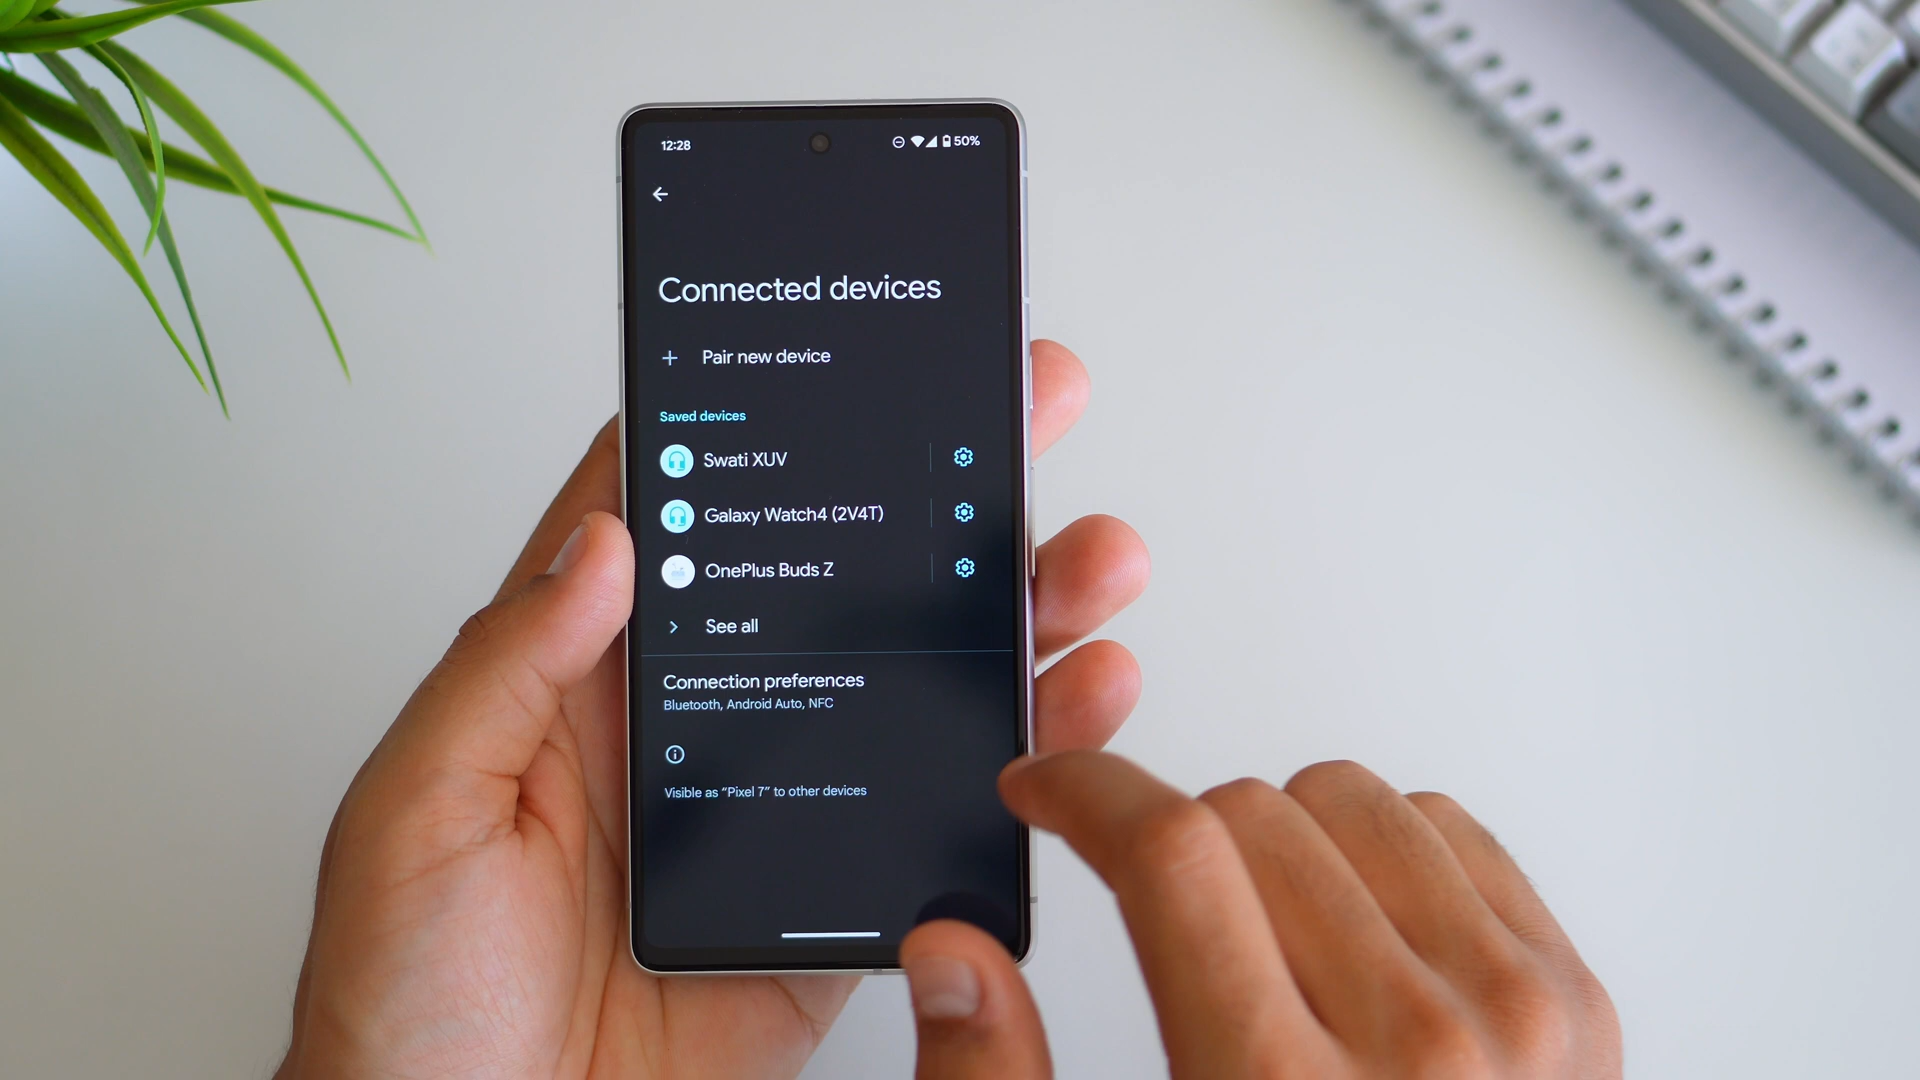 12:28
50%
Connected devices
Pair new device
Saved devices
Swati XUV
Galaxy Watch4 (2V4T)
OnePlus Buds Z
See all
Connection preferences
Bluetooth, Android Auto, NFC
Visible as “Pixel 7” to other devices